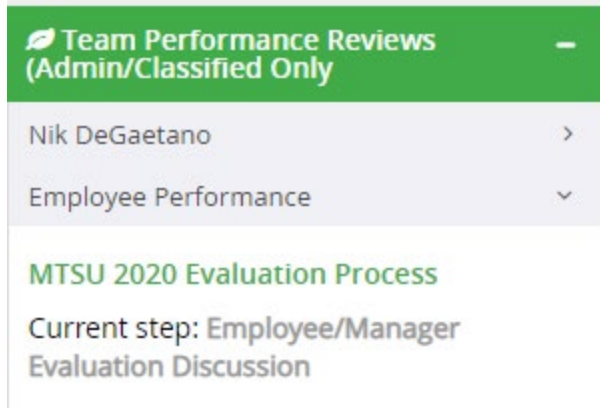 Team Performance Reviews
(Admin/Classified Only
Nik DeGaetano
Employee Performance
MTSU 2020 Evaluation Process
Current step: Employee/Manager
Evaluation Discussion